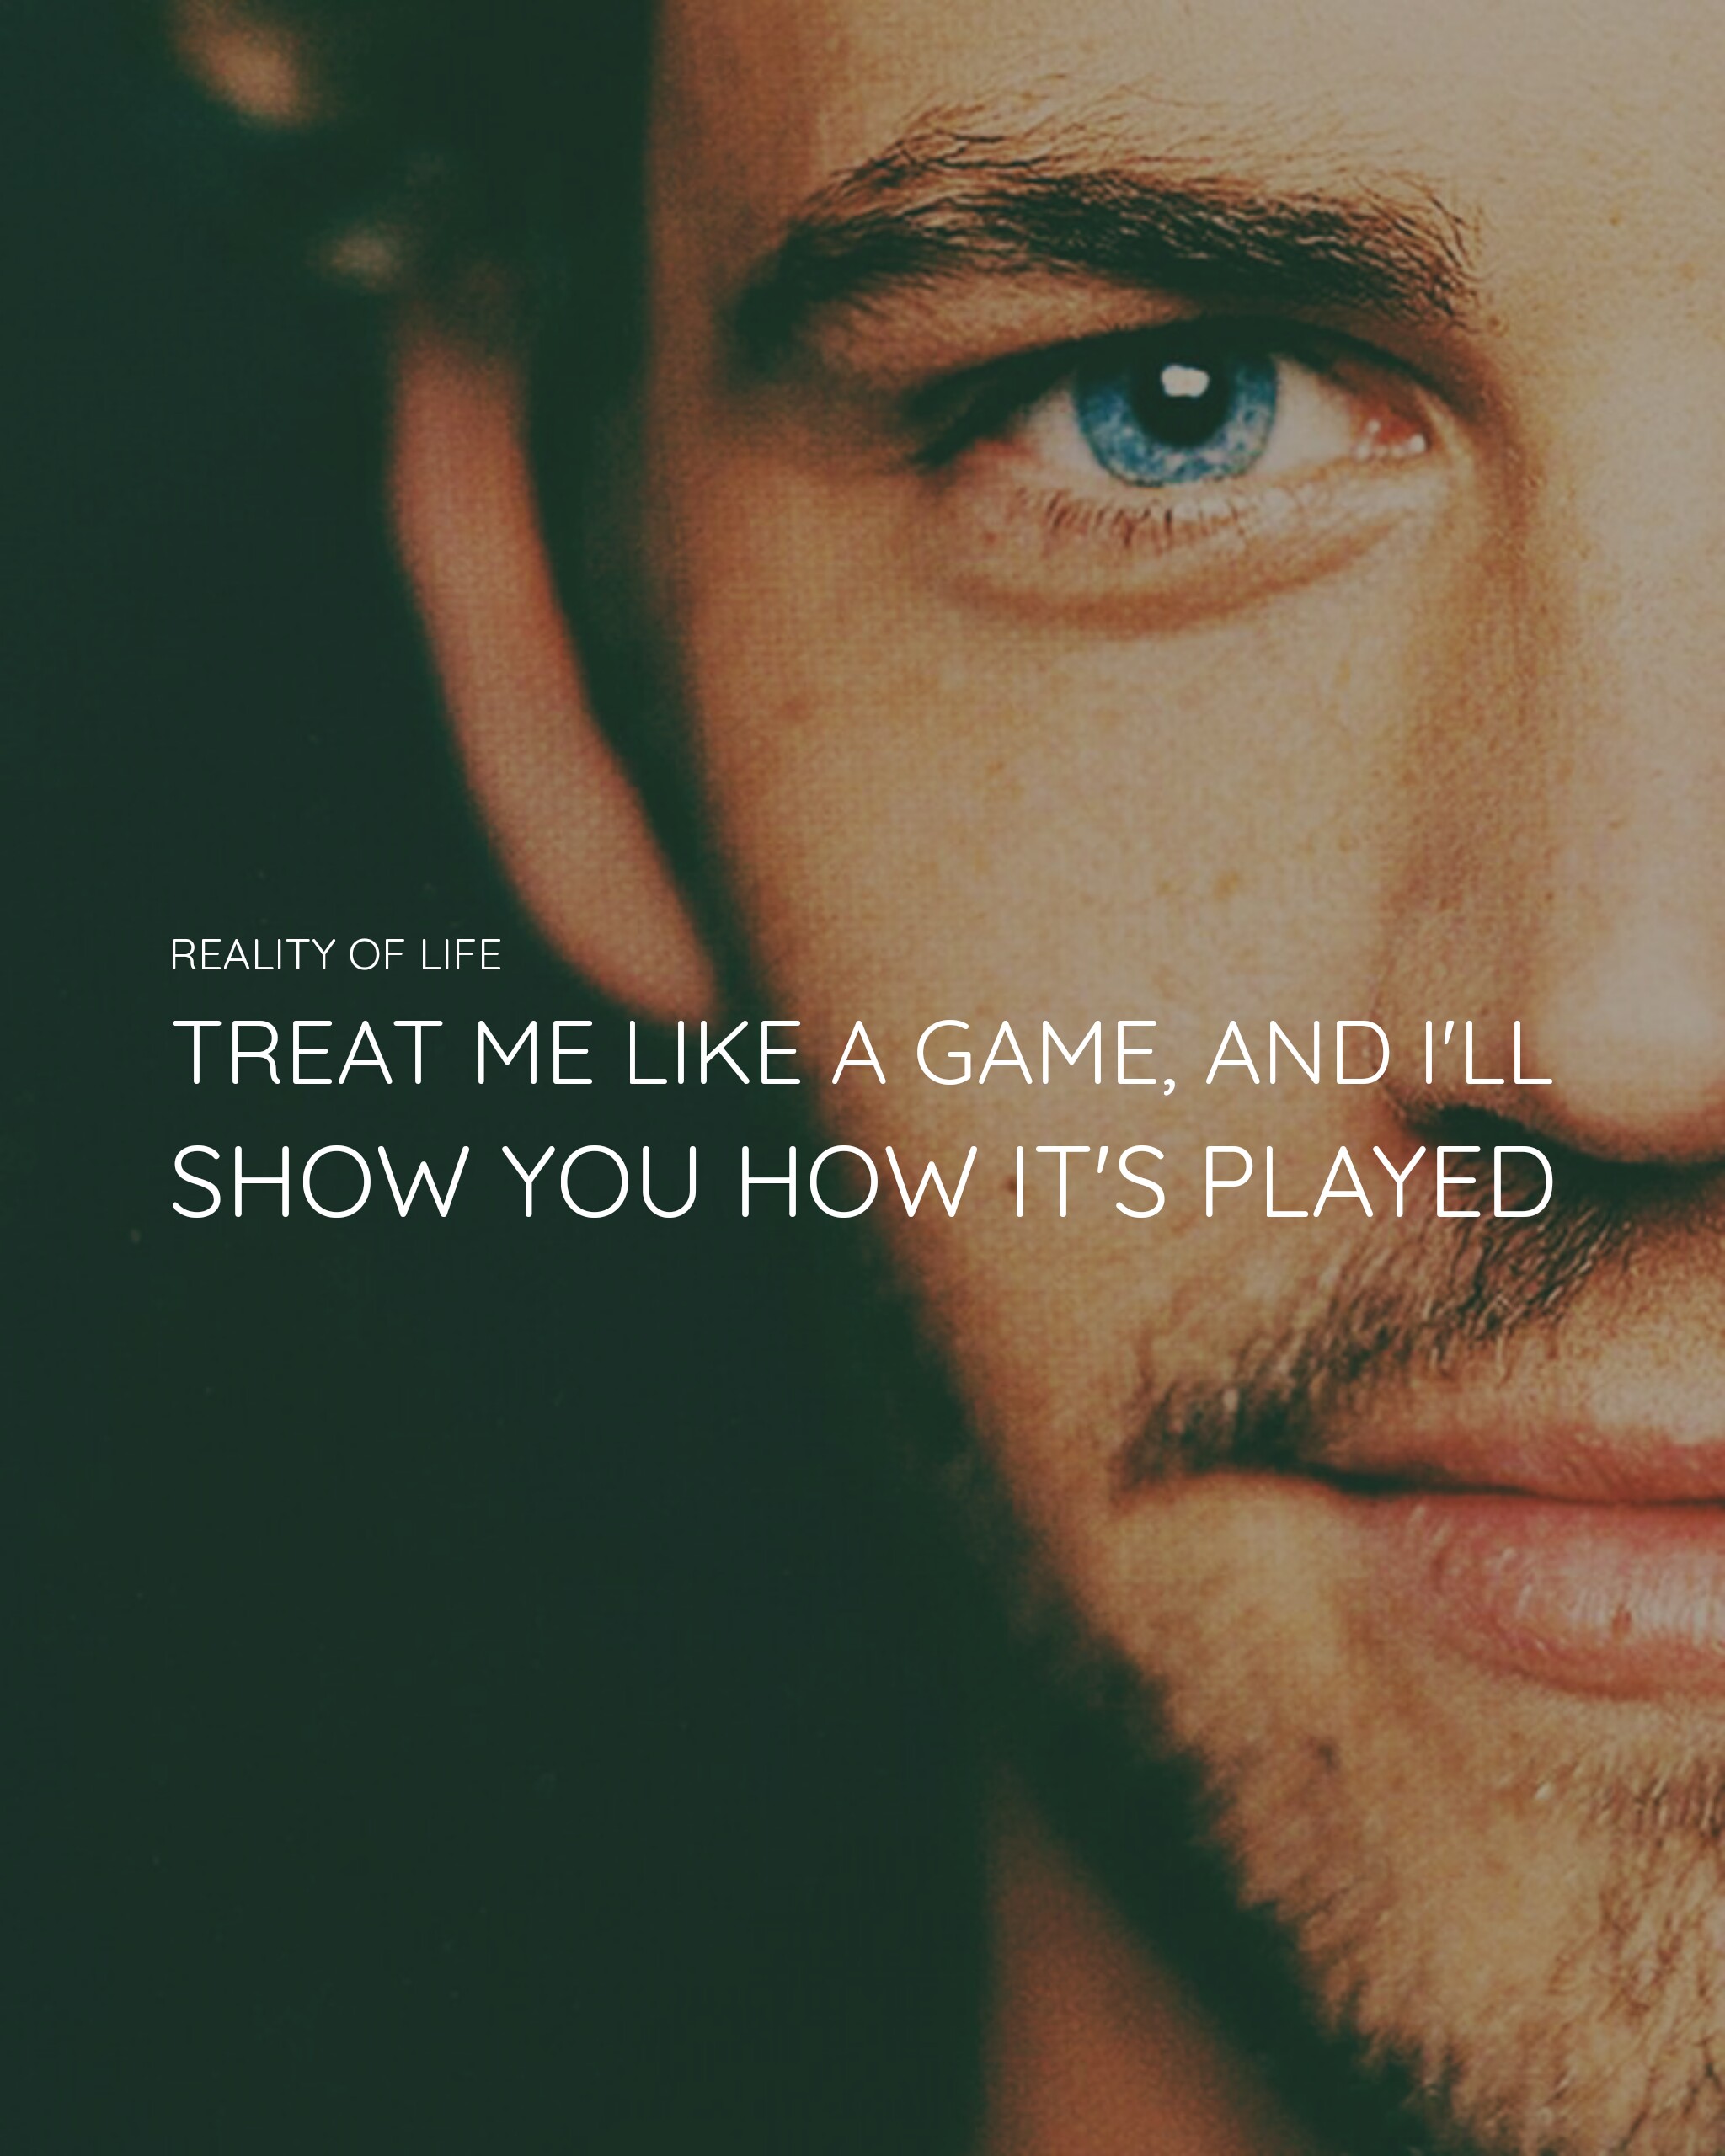 REALITY OF LIFE
TREAT ME LIKE A GAME, AND I'LL
SHOW YOU HOW IT'S PLAYED